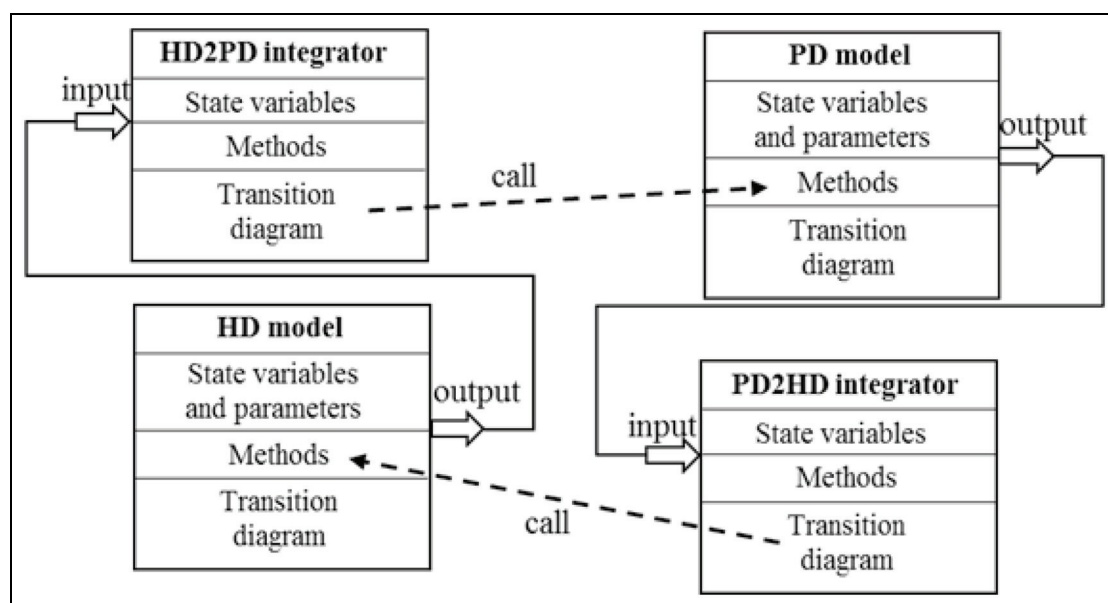 HD2PD integrator
input
State variables
Methods
Transition
diagram
call
PD model
State variables
and parameters
output
Methods
Transition
diagram
HD model
State variables
and parameters
output
Methods
Transition
diagram
call
PD2HD integrator
input
State variables
Methods
Transition
diagram